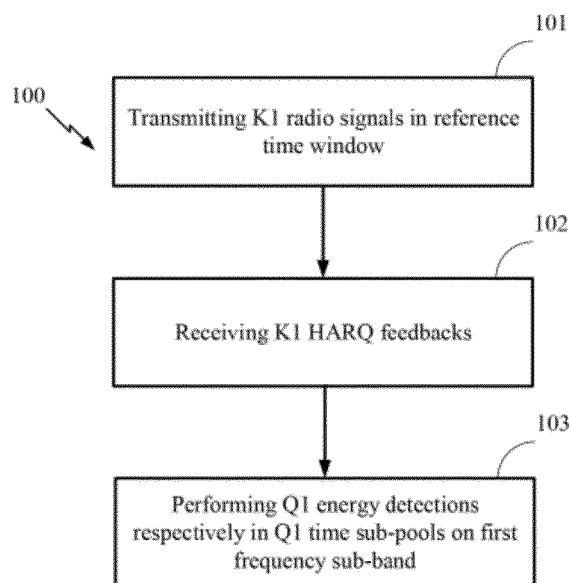 101
100
Transmitting K1 radio signals in reference
time window
102
Receiving K1 HARQ feedbacks
103
Performing Q1 energy detections
respectively in Q1 time sub-pools on first
frequency sub-band